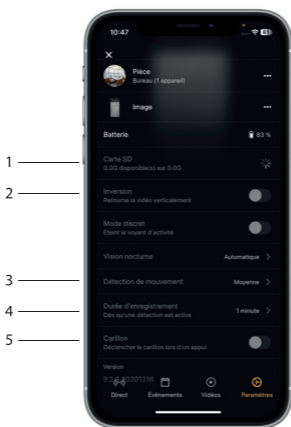 10:47
Pièce
Bureau (1 appareil)
Image
Batterie 83 %
1 Carte SD
0.0G disponible(s) sur 0.0G
2 Inversion
Retourne la vidéo verticalement
Mode discret
Éteint le voyant d'activité
Vision nocturne Automatique
3 Détection de mouvement Moyenne
4 Durée d'enregistrement 1 minute
Dès qu'une détection est active
5 Carillon
Déclencher le carillon lors d'un appui
Version
Direct Évènements Vidéos Paramètres